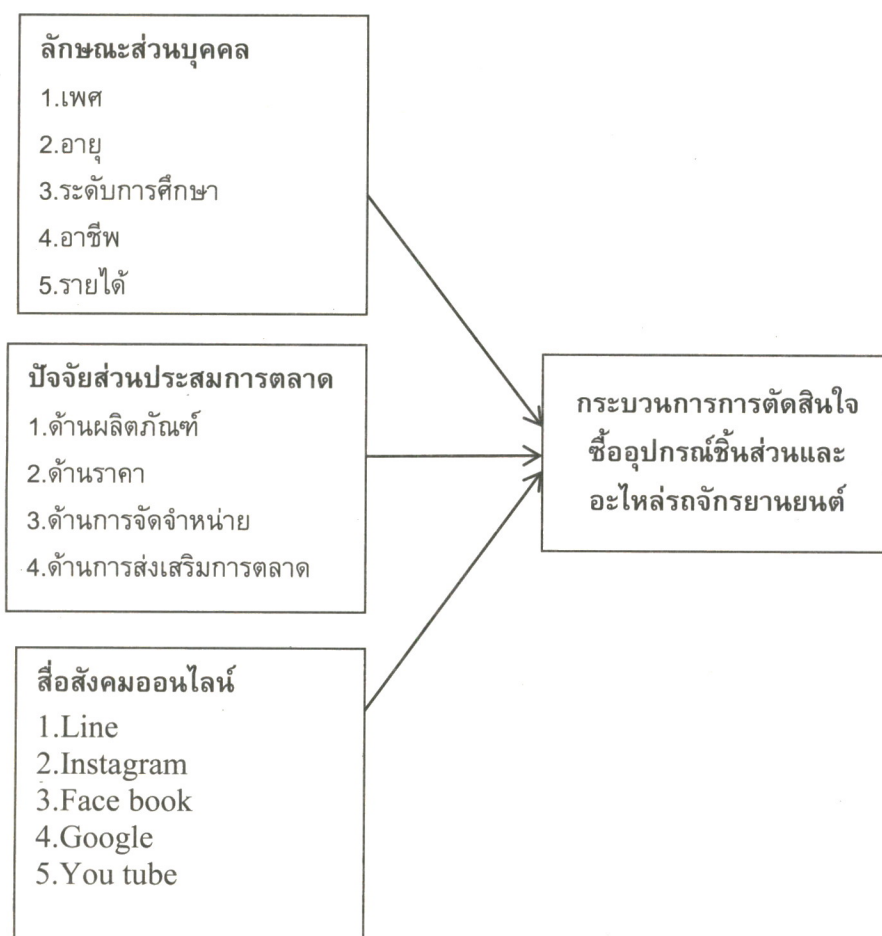 ลักษณะส่วนบุคคล
1.เพศ
2.อายุ
3.ระดับการศึกษา
4.อาชีพ
5.รายได้
ปัจจัยส่วนประสมการตลาด
1.ด้านผลิตภัณฑ์
2.ด้านราคา
3.ด้านการจัดจำหน่าย
4.ด้านการส่งเสริมการตลาด
สื่อสังคมออนไลน์
1.Line
2.Instagram
3.Face book
4.Google
5.You tube
กระบวนการการตัดสินใจ
ซื้ออุปกรณ์ชิ้นส่วนและ
อะไหล่รถจักรยานยนต์